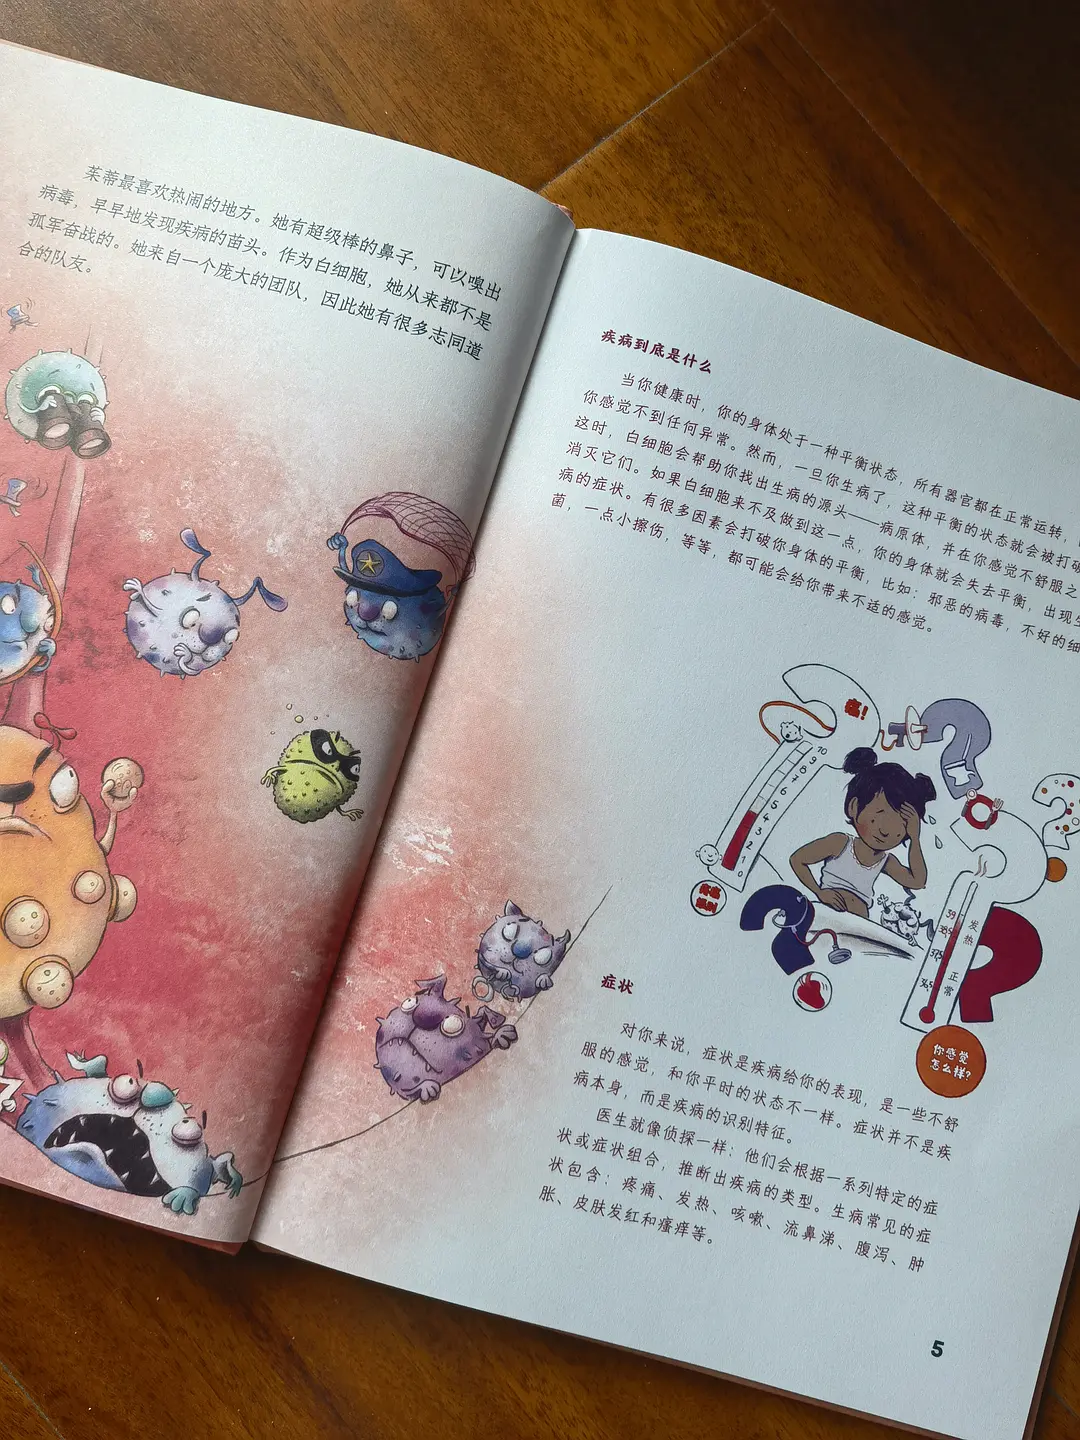 茱蒂最喜欢热闹的地方。她有超级棒的鼻子，可以嗅出
病毒，早早地发现疾病的苗头。作为白细胞，她从来都不是
孤军奋战的。她来自一个庞大的团队，因此她有很多志同道
合的队友。
疾病到底是什么
当你健康时，你的身体处于一种平衡状态，所有器官都在正常运转，
你感觉不到任何异常。然而，一旦你生病了，这种平衡的状态就会被打破
这时，白细胞会帮助你找出生病的源头——病原体，并在你感觉不舒服之
消灭它们。如果白细胞来不及做到这一点，你的身体就会失去平衡，出现
病的症状。有很多因素会打破你身体的平衡，比如：邪恶的病毒，不好的细
菌，一点小擦伤，等等，都可能会给你带来不适的感觉。
痛！
10
9
8
7
6
5
4
3
2
1
0
疼痛
级别
39
38.5
37.5
36.5
发热
正常
你感觉
怎么样？
症状
对你来说，症状是疾病给你的表现，是一些不舒
服的感觉，和你平时的状态不一样。症状并不是疾
病本身，而是疾病的识别特征。
医生就像侦探一样：他们会根据一系列特定的症
状或症状组合，推断出疾病的类型。生病常见的症
状包含：疼痛、发热、咳嗽、流鼻涕、腹泻、肿
胀、皮肤发红和瘙痒等。
5